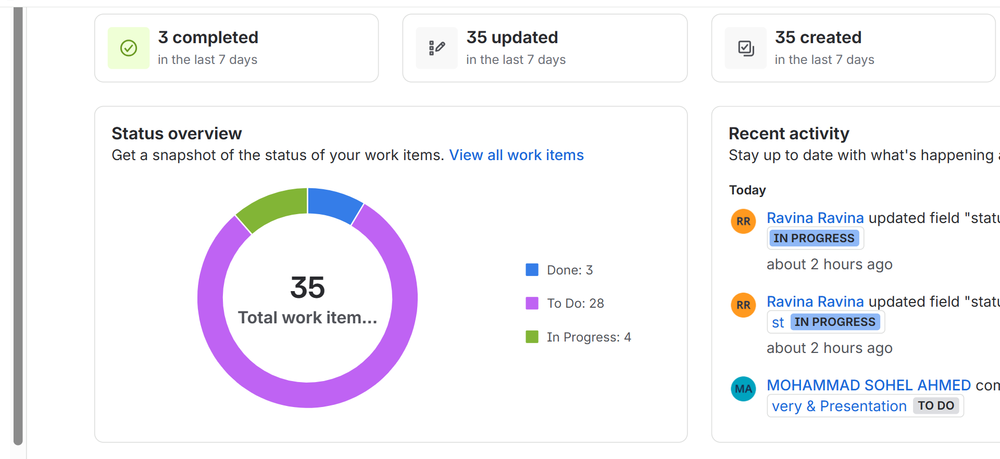 3 completed
in the last 7 days
35 updated
in the last 7 days
35 created
in the last 7 days
Status overview
Get a snapshot of the status of your work items. View all work items
35
Total work item...
Done: 3
To Do: 28
In Progress: 4
Recent activity
Stay up to date with what's happening
Today
RR
Ravina Ravina updated field "statu
IN PROGRESS
about 2 hours ago
RR
Ravina Ravina updated field "statu
st IN PROGRESS
about 2 hours ago
MA
MOHAMMAD SOHEL AHMED com
very & Presentation TO DO